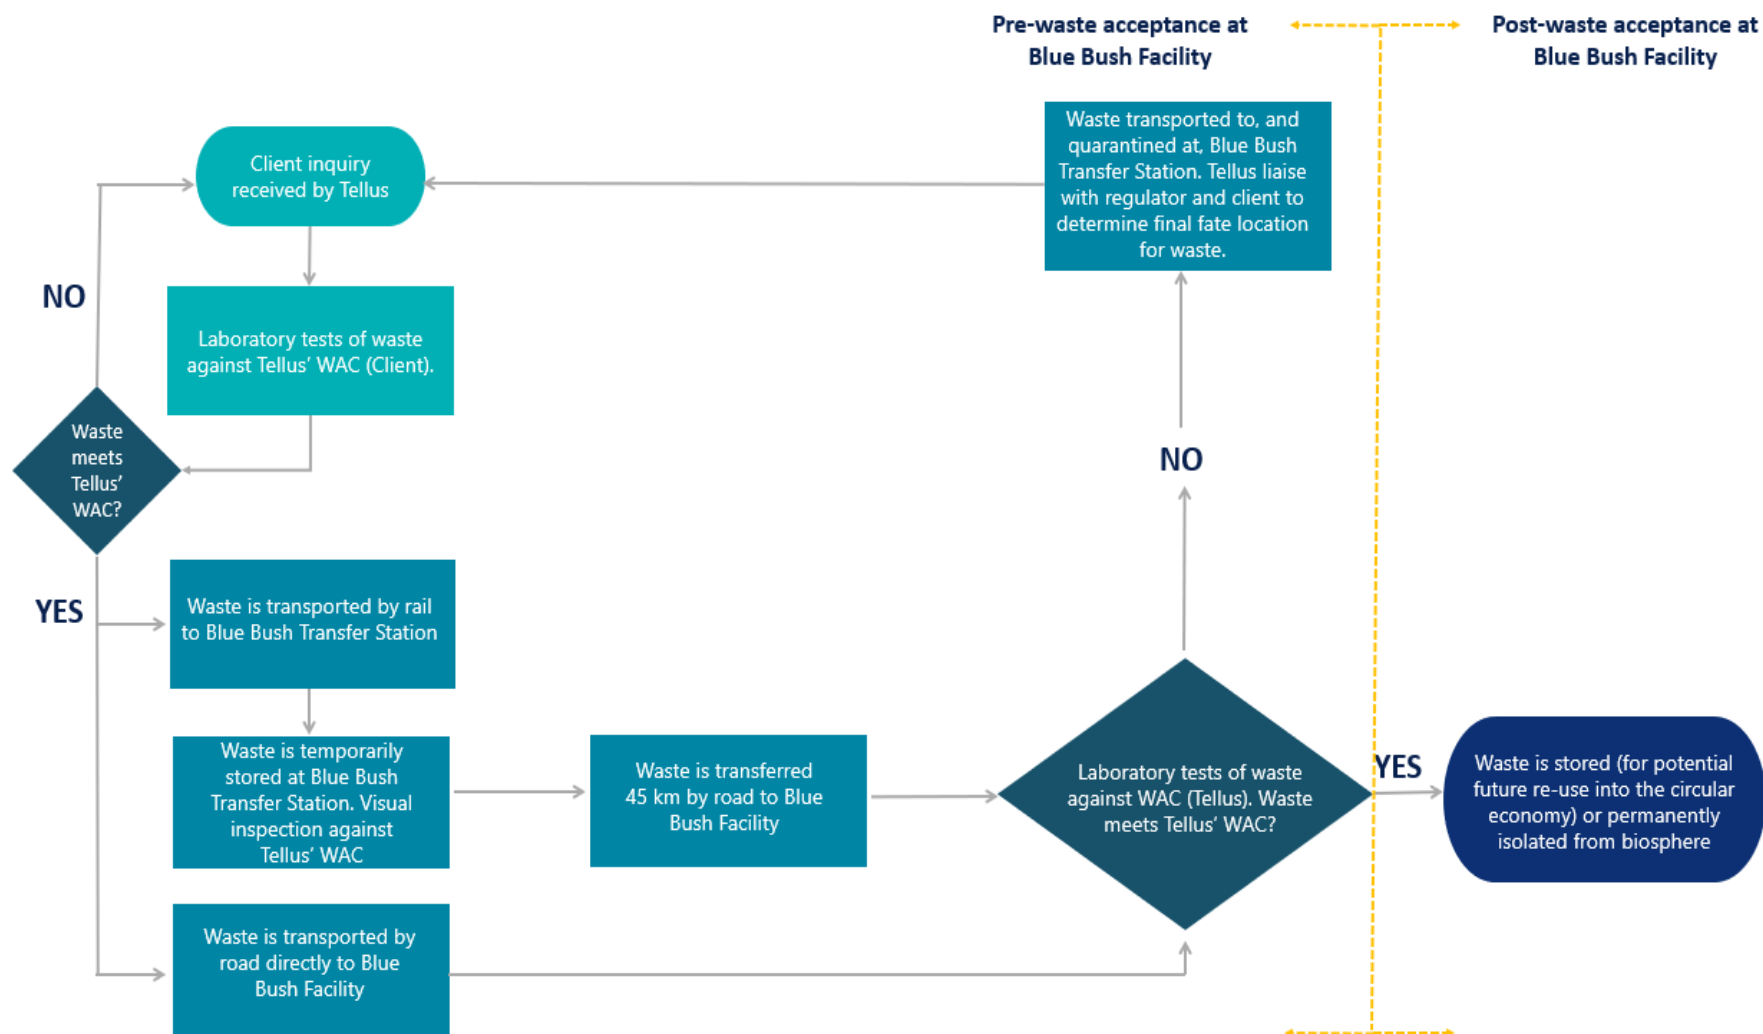 Pre-waste acceptance at
Blue Bush Facility
Post-waste acceptance at
Blue Bush Facility
Client inquiry
received by Tellus
Waste transported to, and
quarantined at, Blue Bush
Transfer Station. Tellus liaise
with regulator and client to
determine final fate location
for waste.
NO
Laboratory tests of waste
against Tellus’ WAC (Client).
Waste
meets
Tellus’
WAC?
NO
YES
Waste is transported by rail
to Blue Bush Transfer Station
Waste is temporarily
stored at Blue Bush
Transfer Station. Visual
inspection against
Tellus’ WAC
Waste is transferred
45 km by road to Blue
Bush Facility
Laboratory tests of waste
against WAC (Tellus). Waste
meets Tellus’ WAC?
YES
Waste is stored (for potential
future re-use into the circular
economy) or permanently
isolated from biosphere
Waste is transported by
road directly to Blue
Bush Facility